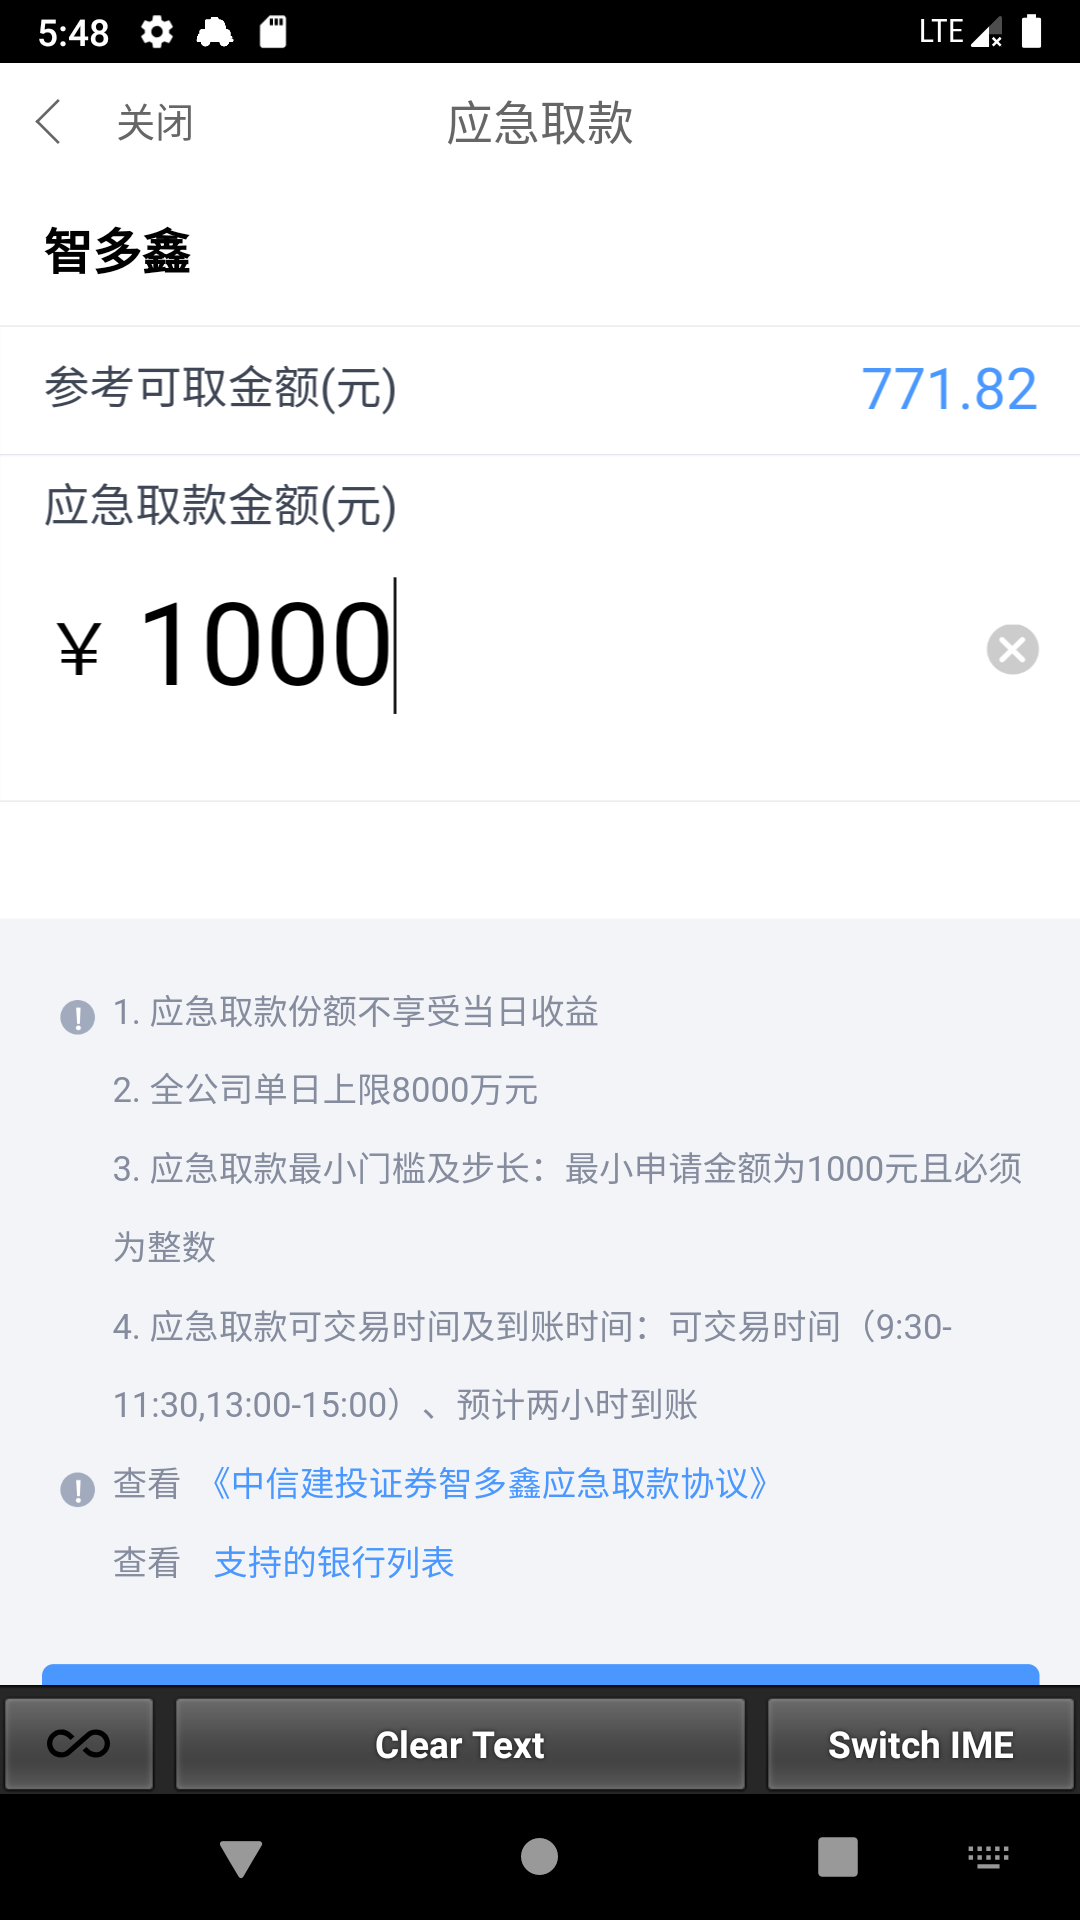 5:48
LTE
关闭
应急取款
智多鑫
参考可取金额(元)
771.82
应急取款金额(元)
¥ 1000
1. 应急取款份额不享受当日收益
2. 全公司单日上限8000万元
3. 应急取款最小门槛及步长：最小申请金额为1000元且必须
为整数
4. 应急取款可交易时间及到账时间：可交易时间（9:30-
11:30,13:00-15:00）、预计两小时到账
查看 《中信建投证券智多鑫应急取款协议》
查看 支持的银行列表
Clear Text
Switch IME